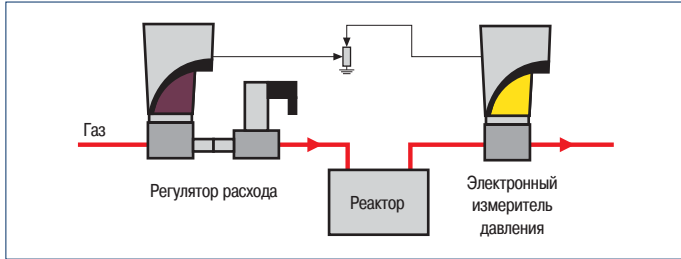 Газ
Регулятор расхода
Реактор
Электронный
измеритель
давления